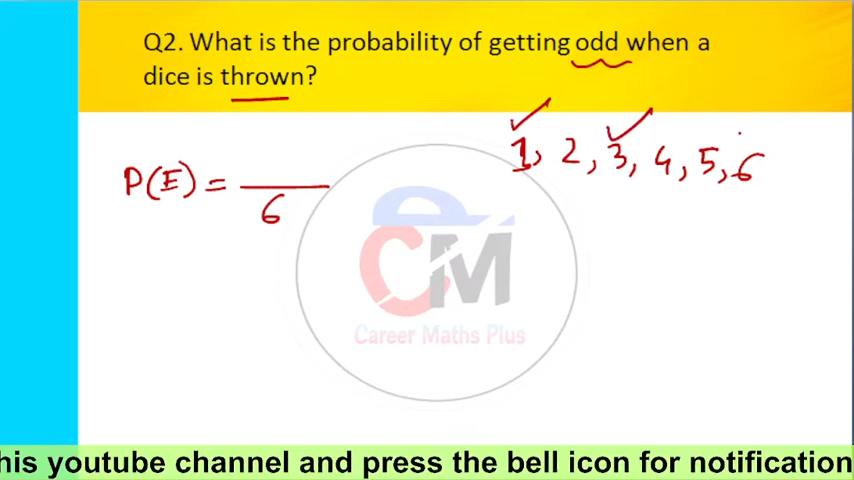 Q2. What is the probability of getting odd when a
dice is thrown?
1, 2, 3, 4, 5, 6
P(E) = 
6
CM
Career Maths Plus
his youtube channel and press the bell icon for notification